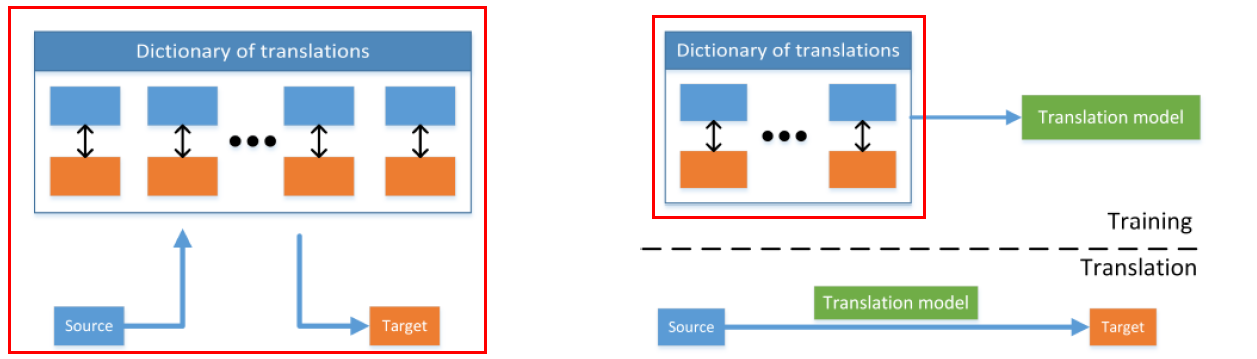 Dictionary of translations
Source
Target
Dictionary of translations
Translation model
Training
Translation
Translation model
Source
Target